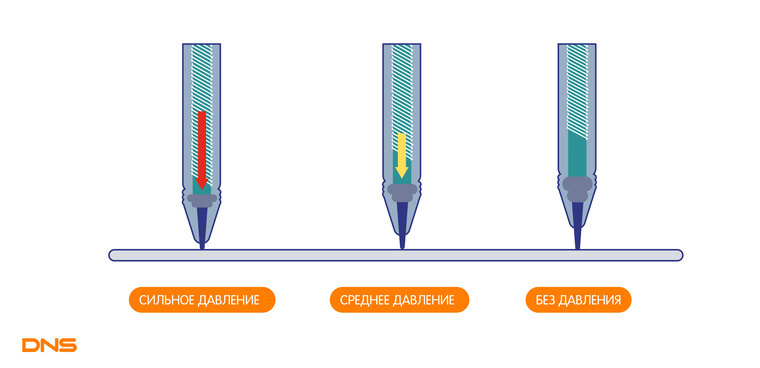 СИЛЬНОЕ ДАВЛЕНИЕ
СРЕДНЕЕ ДАВЛЕНИЕ
БЕЗ ДАВЛЕНИЯ
DNS